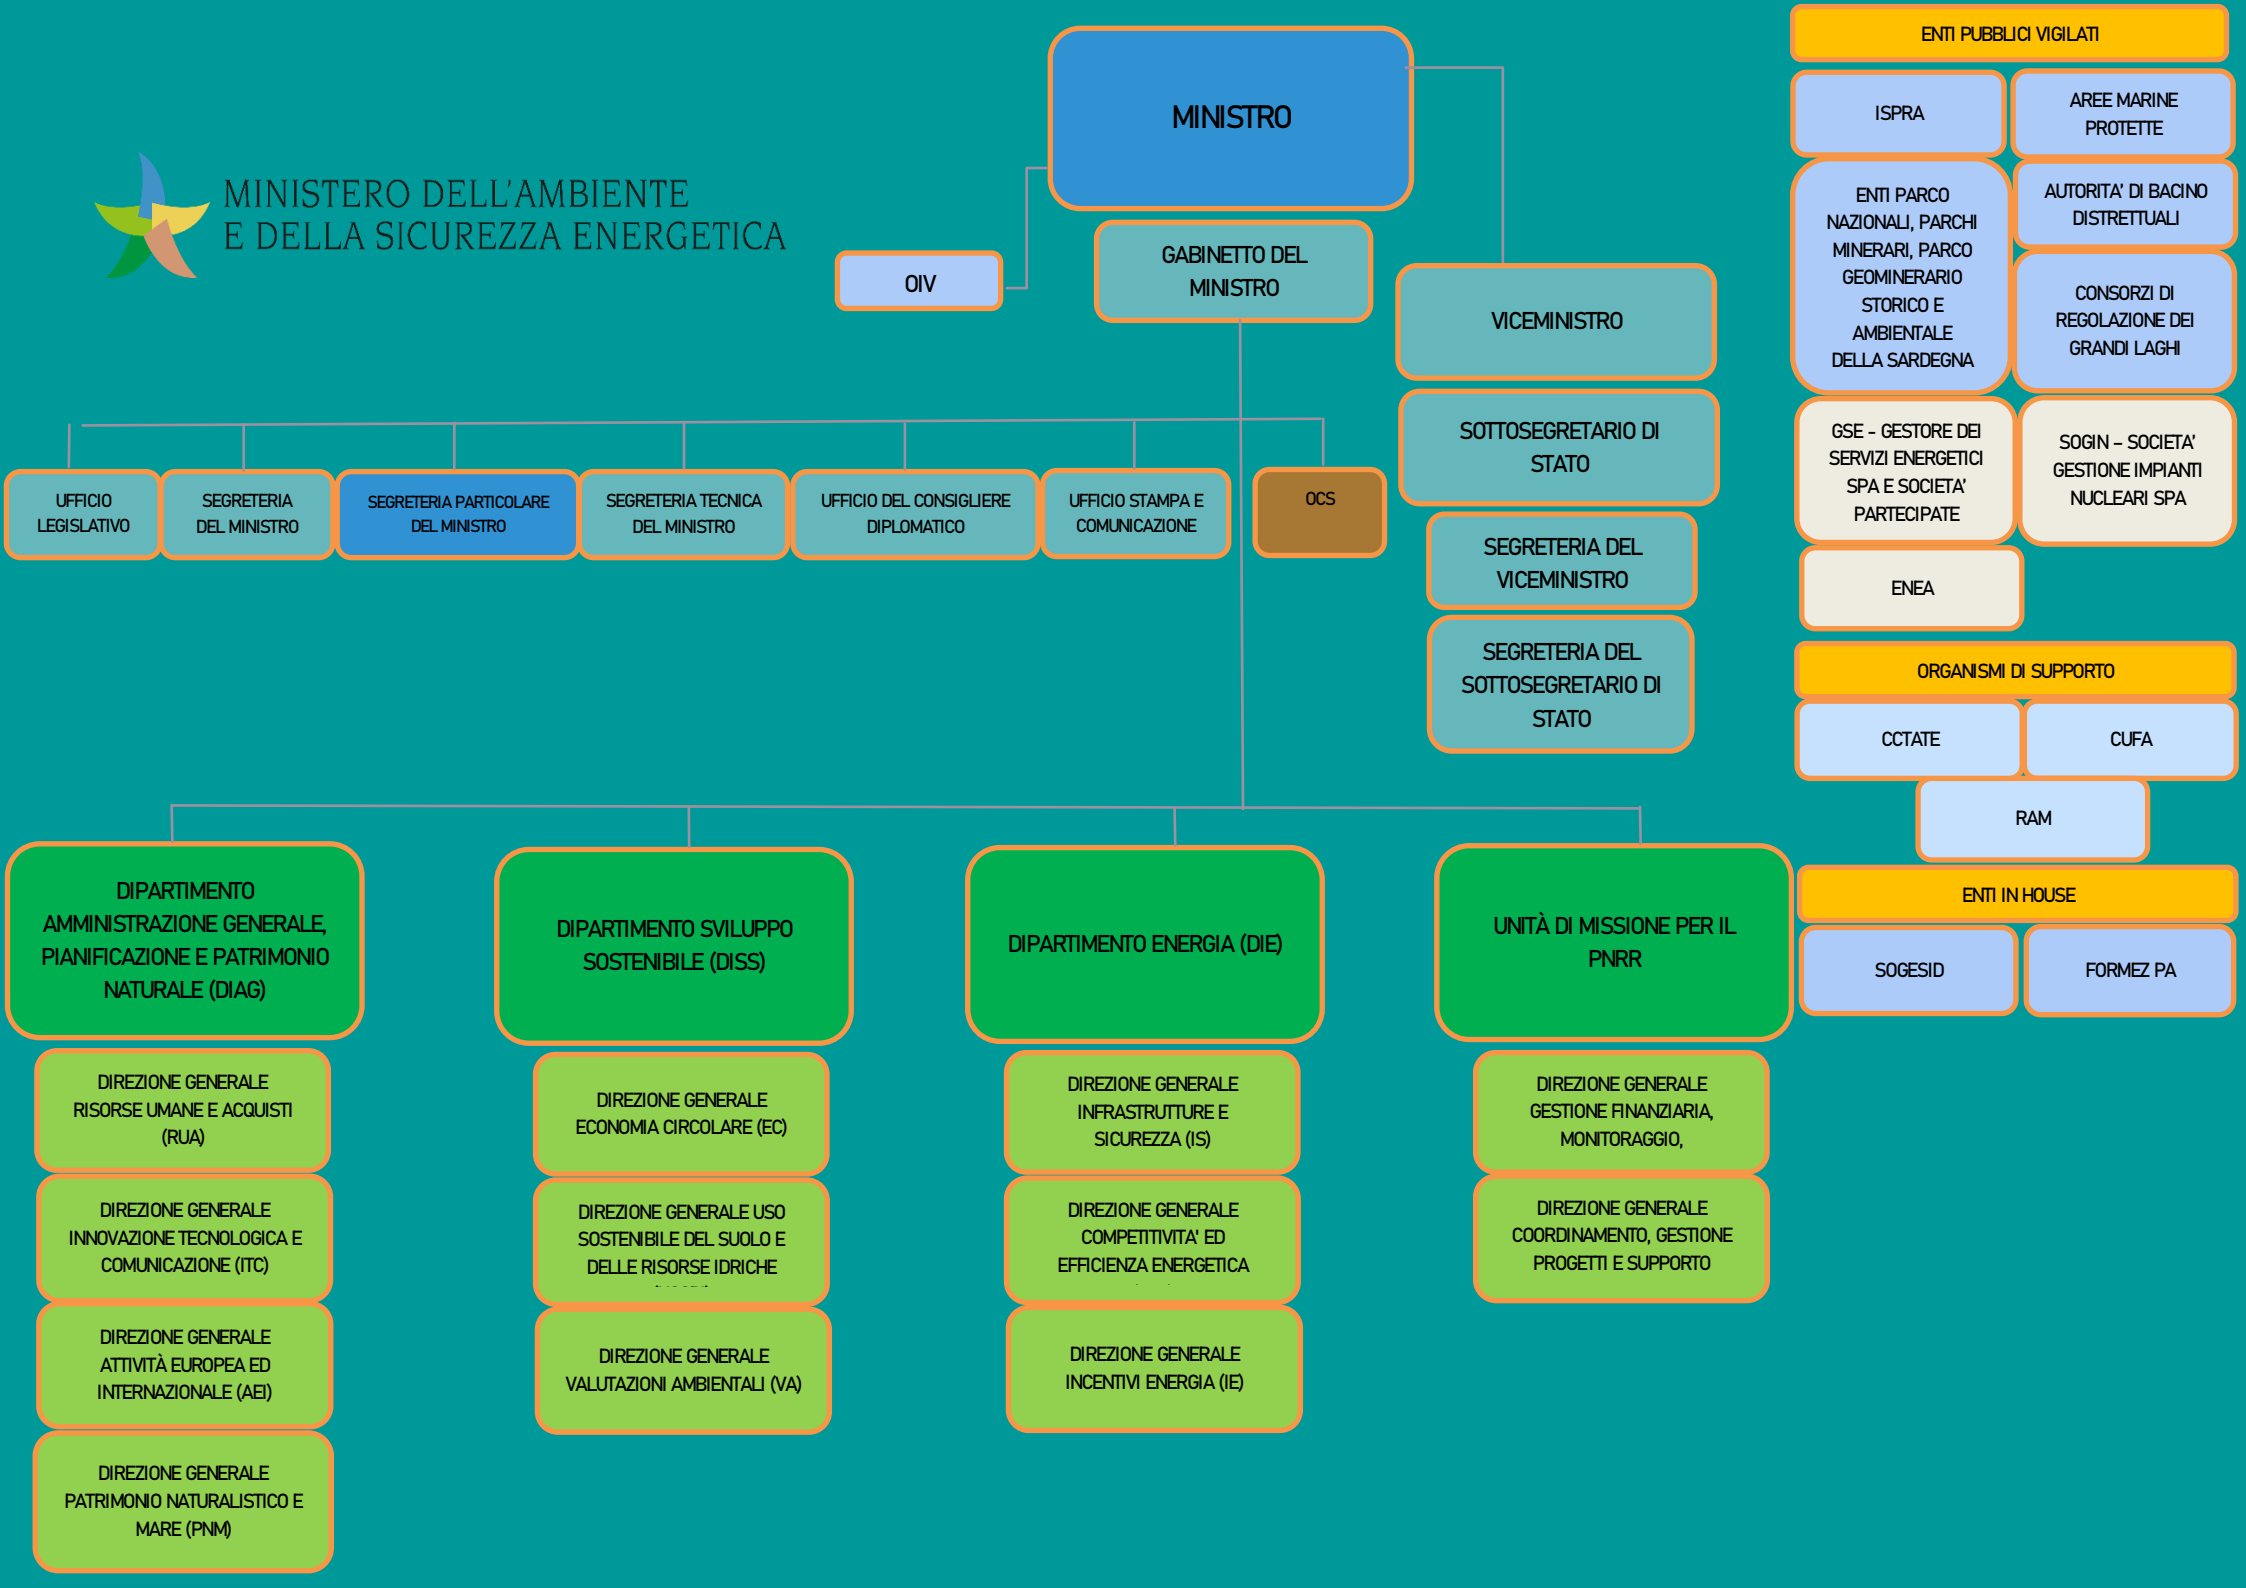 MINISTERO DELL'AMBIENTE
E DELLA SICUREZZA ENERGETICA
MINISTRO
OIV
GABINETTO DEL
MINISTRO
VICEMINISTRO
SOTTOSEGRETARIO DI
STATO
SEGRETERIA DEL
VICEMINISTRO
SEGRETERIA DEL
SOTTOSEGRETARIO DI
STATO
UFFICIO
LEGISLATIVO
SEGRETERIA
DEL MINISTRO
SEGRETERIA PARTICOLARE
DEL MINISTRO
SEGRETERIA TECNICA
DEL MINISTRO
UFFICIO DEL CONSIGLIERE
DIPLOMATICO
UFFICIO STAMPA E
COMUNICAZIONE
OCS
DIPARTIMENTO
AMMINISTRAZIONE GENERALE,
PIANIFICAZIONE E PATRIMONIO
NATURALE (DIAG)
DIREZIONE GENERALE
RISORSE UMANE E ACQUISTI
(RUA)
DIREZIONE GENERALE
INNOVAZIONE TECNOLOGICA E
COMUNICAZIONE (ITC)
DIREZIONE GENERALE
ATTIVITÀ EUROPEA ED
INTERNAZIONALE (AEI)
DIREZIONE GENERALE
PATRIMONIO NATURALISTICO E
MARE (PNM)
DIPARTIMENTO SVILUPPO
SOSTENIBILE (DISS)
DIREZIONE GENERALE
ECONOMIA CIRCOLARE (EC)
DIREZIONE GENERALE USO
SOSTENIBILE DEL SUOLO E
DELLE RISORSE IDRICHE
DIREZIONE GENERALE
VALUTAZIONI AMBIENTALI (VA)
DIPARTIMENTO ENERGIA (DIE)
DIREZIONE GENERALE
INFRASTRUTTURE E
SICUREZZA (IS)
DIREZIONE GENERALE
COMPETITIVITA' ED
EFFICIENZA ENERGETICA
DIREZIONE GENERALE
INCENTIVI ENERGIA (IE)
UNITÀ DI MISSIONE PER IL
PNRR
DIREZIONE GENERALE
GESTIONE FINANZIARIA,
MONITORAGGIO,
DIREZIONE GENERALE
COORDINAMENTO, GESTIONE
PROGETTI E SUPPORTO
ENTI PUBBLICI VIGILATI
ISPRA
AREE MARINE
PROTETTE
ENTI PARCO
NAZIONALI, PARCHI
MINERARI, PARCO
GEOMINERARIO
STORICO E
AMBIENTALE
DELLA SARDEGNA
AUTORITA' DI BACINO
DISTRETTUALI
CONSORZI DI
REGOLAZIONE DEI
GRANDI LAGHI
GSE - GESTORE DEI
SERVIZI ENERGETICI
SPA E SOCIETA'
PARTECIPATE
SOGIN – SOCIETA'
GESTIONE IMPIANTI
NUCLEARI SPA
ENEA
ORGANISMI DI SUPPORTO
CCTATE
CUFA
RAM
ENTI IN HOUSE
SOGESID
FORMEZ PA